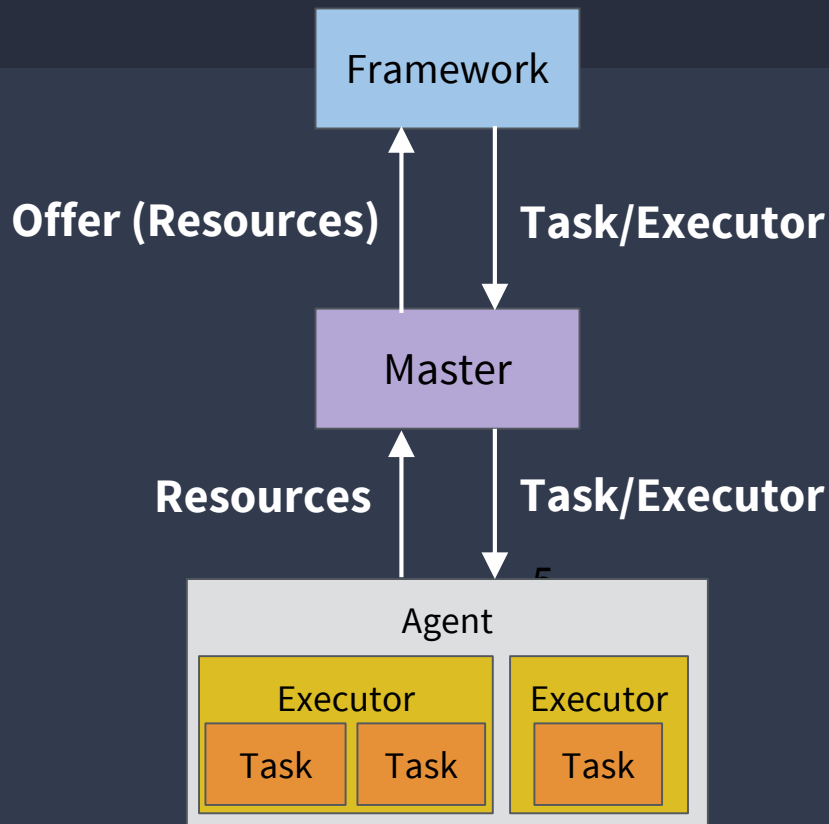 Framework
Offer (Resources)
Task/Executor
Master
Resources
Task/Executor
Agent
Executor
Executor
Task
Task
Task